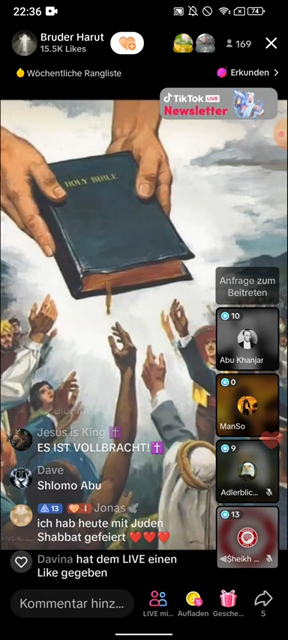 22:36
74
Bruder Harut
15.5K Likes
169
Wöchentliche Rangliste
Erkunden
TikTok LIVE
Newsletter
HOLY BIBLE
Anfrage zum
Beitreten
10
Abu Khanjar
0
ManSo
9
Adlerblic...
13
Sheikh ...
Jesus is King ✝️
ES IST VOLLBRACHT!✝️
Dave
Shlomo Abu
13 1 Jonas🕊
ich hab heute mit Juden
Shabbat gefeiert ❤️❤️❤️
Davina hat dem LIVE einen
Like gegeben
Kommentar hinz...
LIVE mi...
Aufladen
Gesche...
5